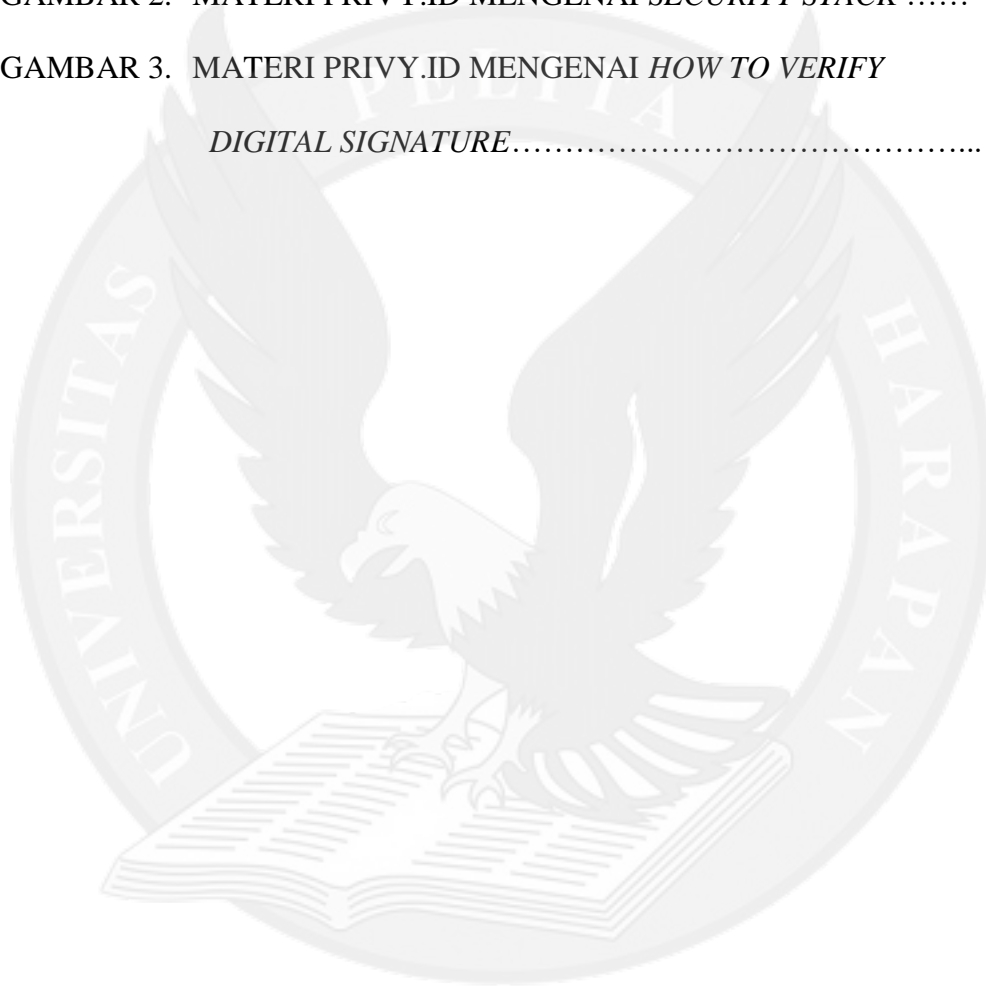 GAMBAR 2. MATERI PRIVY.ID MENGENAI SECURITY STACK ……
GAMBAR 3. MATERI PRIVY.ID MENGENAI HOW TO VERIFY
DIGITAL SIGNATURE……………………………………...
UNIVERSITAS PELITA HARAPAN